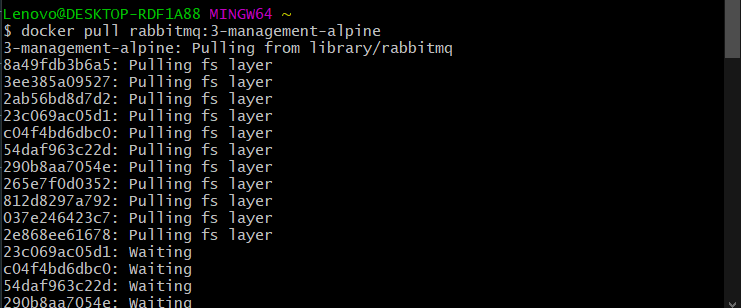 Lenovo@DESKTOP-RDF1A88 MINGW64 ~
$ docker pull rabbitmq:3-management-alpine
3-management-alpine: Pulling from library/rabbitmq
8a49fdb3b6a5: Pulling fs layer
3ee385a09527: Pulling fs layer
2ab56bd8d7d2: Pulling fs layer
23c069ac05d1: Pulling fs layer
c04f4bd6dbc0: Pulling fs layer
54daf963c22d: Pulling fs layer
290b8aa7054e: Pulling fs layer
265e7f0d0352: Pulling fs layer
812d8297a792: Pulling fs layer
037e246423c7: Pulling fs layer
2e868ee61678: Pulling fs layer
23c069ac05d1: Waiting
c04f4bd6dbc0: Waiting
54daf963c22d: Waiting
290b8aa7054e: Waiting